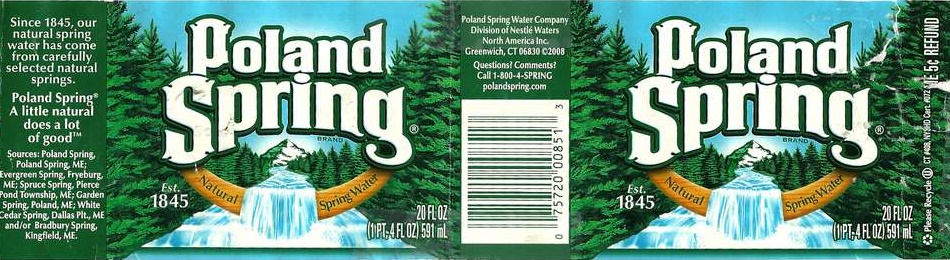 Since 1845, our
natural spring
water has come
from carefully
selected natural
springs.
Poland Spring®
A little natural
does a lot
of good™
Sources: Poland Spring,
Poland Spring, ME;
Evergreen Spring, Fryeburg,
ME; Spruce Spring, Pierce
Pond Township, ME; Garden
Spring, Poland, ME; White
Cedar Spring, Dallas Plt., ME
and/or Bradbury Spring,
Kingfield, ME.
Poland
Spring®
BRAND
Est.
1845
Natural Spring Water
20 FL OZ
(1 PT, 4 FL OZ) 591 mL
Poland Spring Water Company
Division of Nestlé Waters
North America Inc.
Greenwich, CT 06830 ©2008
Questions? Comments?
Call 1-800-4-SPRING
polandspring.com
0 75720 00851 3
Poland
Spring®
BRAND
Est.
1845
Natural Spring Water
20 FL OZ
(1 PT, 4 FL OZ) 591 mL
5¢ REFUND
Please Recycle